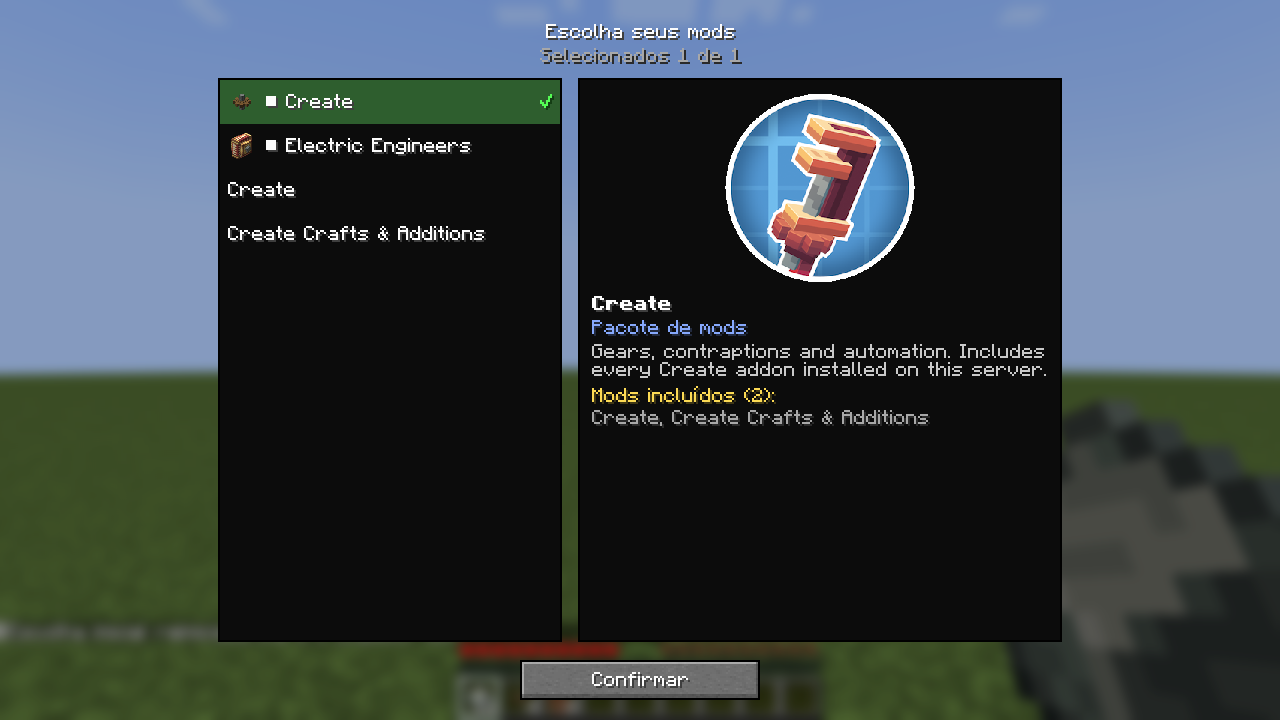 Escolha seus mods
Selecionados 1 de 1
Create
Electric Engineers
Create
Create Crafts & Additions
Create
Pacote de mods
Gears, contraptions and automation. Includes
every Create addon installed on this server.
Mods incluídos (2):
Create, Create Crafts & Additions
Confirmar